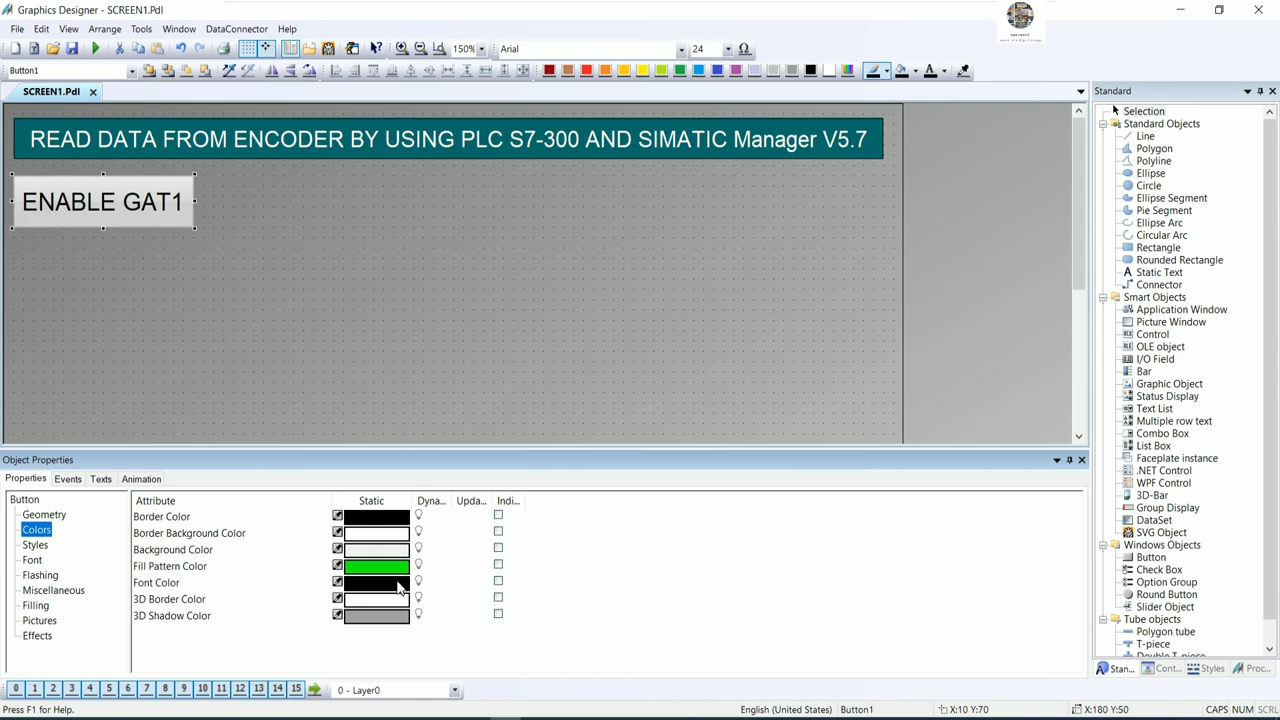 Graphics Designer - SCREEN1.Pdl
File Edit View Arrange Tools Window DataConnector Help
150% Arial 24
Button1
SCREEN1.Pdl
READ DATA FROM ENCODER BY USING PLC S7-300 AND SIMATIC Manager V5.7
ENABLE GAT1
Standard
Selection
Standard Objects
Line
Polygon
Polyline
Ellipse
Circle
Ellipse Segment
Pie Segment
Ellipse Arc
Circular Arc
Rectangle
Rounded Rectangle
Static Text
Connector
Smart Objects
Application Window
Picture Window
Control
OLE object
I/O Field
Bar
Graphic Object
Status Display
Text List
Multiple row text
Combo Box
List Box
Faceplate instance
.NET Control
WPF Control
3D-Bar
Group Display
DataSet
SVG Object
Windows Objects
Button
Check Box
Option Group
Round Button
Slider Object
Tube objects
Polygon tube
T-piece
Double T-piece
Stan... Cont... Styles Proc...
Object Properties
Properties Events Texts Animation
Button
Geometry
Colors
Styles
Font
Flashing
Miscellaneous
Filling
Pictures
Effects
Attribute Static Dyna... Upda... Indi...
Border Color
Border Background Color
Background Color
Fill Pattern Color
Font Color
3D Border Color
3D Shadow Color
0 1 2 3 4 5 6 7 8 9 10 11 12 13 14 15 0 - Layer0
Press F1 for Help. English (United States) Button1 X:10 Y:70 X:180 Y:50 CAPS NUM SCRL